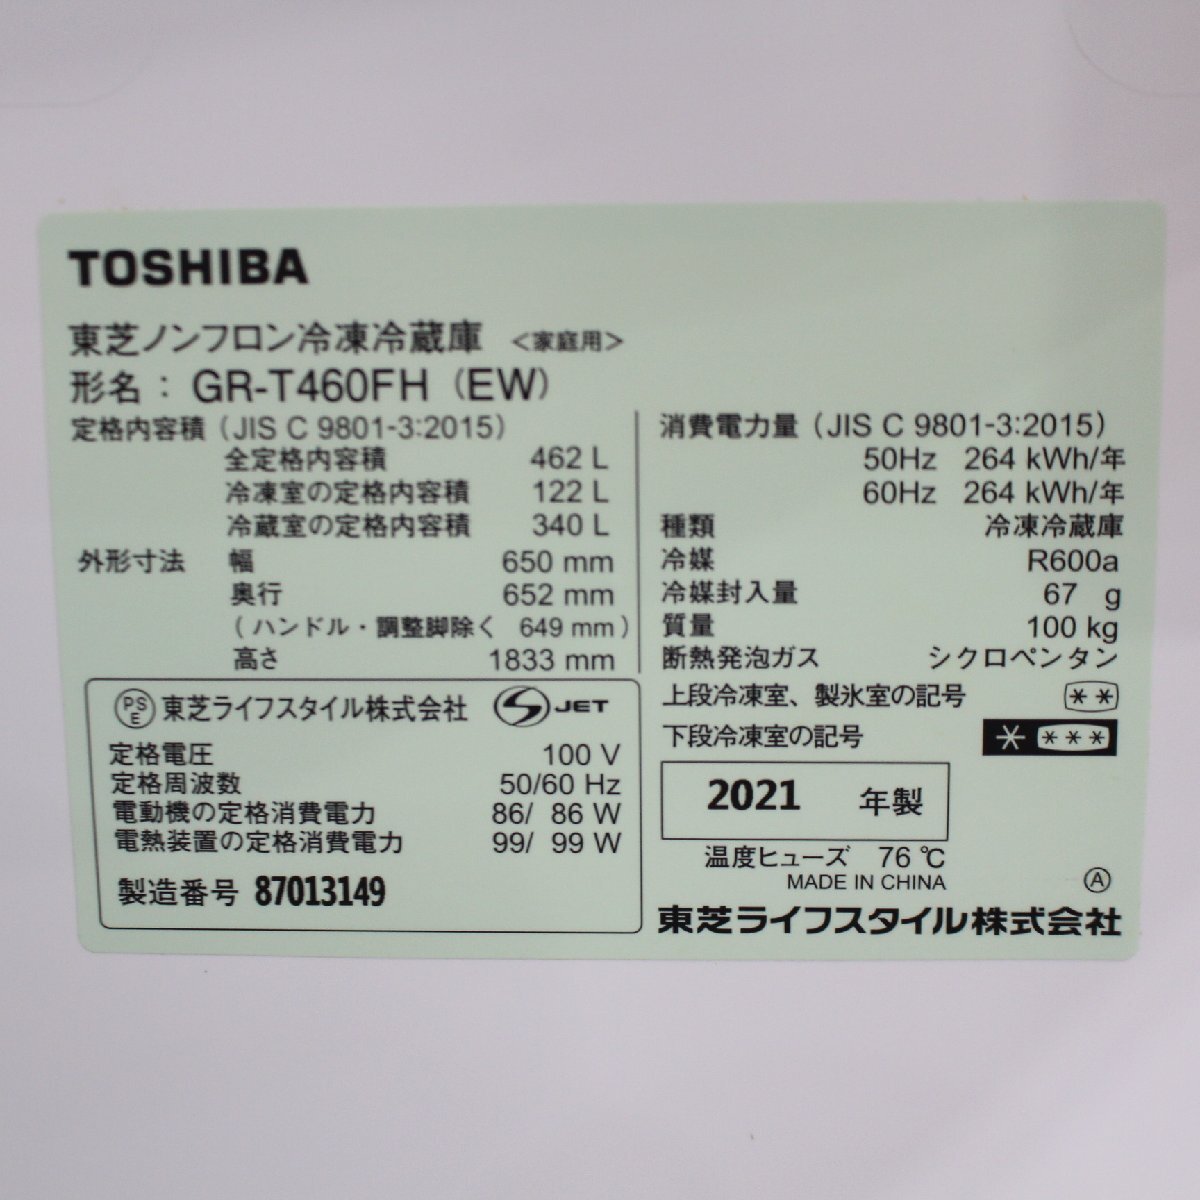 TOSHIBA
東芝ノンフロン冷凍冷蔵庫 <家庭用>
形名: GR-T460FH (EW)
定格内容積 (JIS C 9801-3:2015)
全定格内容積 462 L
冷凍室の定格内容積 122 L
冷蔵室の定格内容積 340 L
外形寸法 幅 650 mm
奥行 652 mm
(ハンドル・調整脚除く 649 mm)
高さ 1833 mm
消費電力量 (JIS C 9801-3:2015)
50Hz 264 kWh/年
60Hz 264 kWh/年
種類 冷凍冷蔵庫
冷媒 R600a
冷媒封入量 67 g
質量 100 kg
断熱発泡ガス シクロペンタン
上段冷凍室、製氷室の記号 **
下段冷凍室の記号 * ***
PSE 東芝ライフスタイル株式会社 S JET
定格電圧 100 V
定格周波数 50/60 Hz
電動機の定格消費電力 86/ 86 W
電熱装置の定格消費電力 99/ 99 W
製造番号 87013149
2021 年製
温度ヒューズ 76 ℃
MADE IN CHINA
Ⓐ
東芝ライフスタイル株式会社